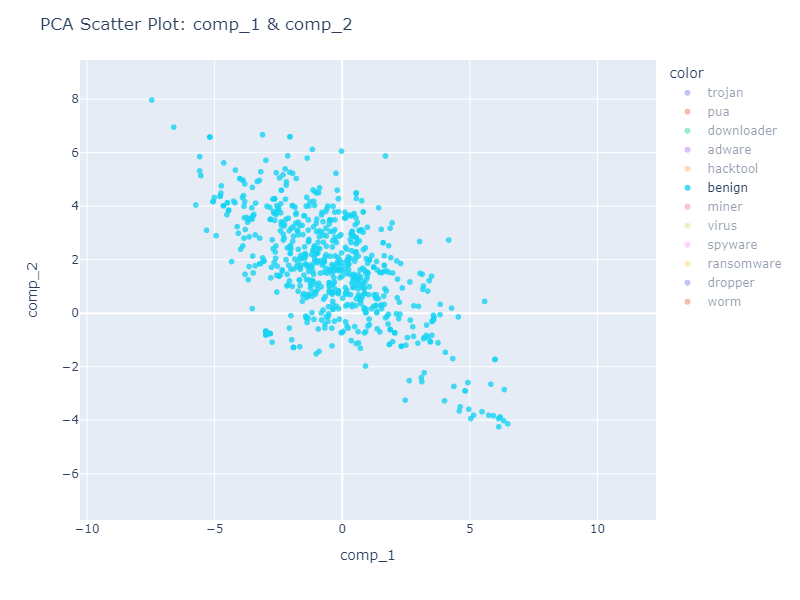 PCA Scatter Plot: comp_1 & comp_2
color
trojan
pua
downloader
adware
hacktool
benign
miner
virus
spyware
ransomware
dropper
worm
comp_2
8
6
4
2
0
−2
−4
−6
−10
−5
0
5
10
comp_1